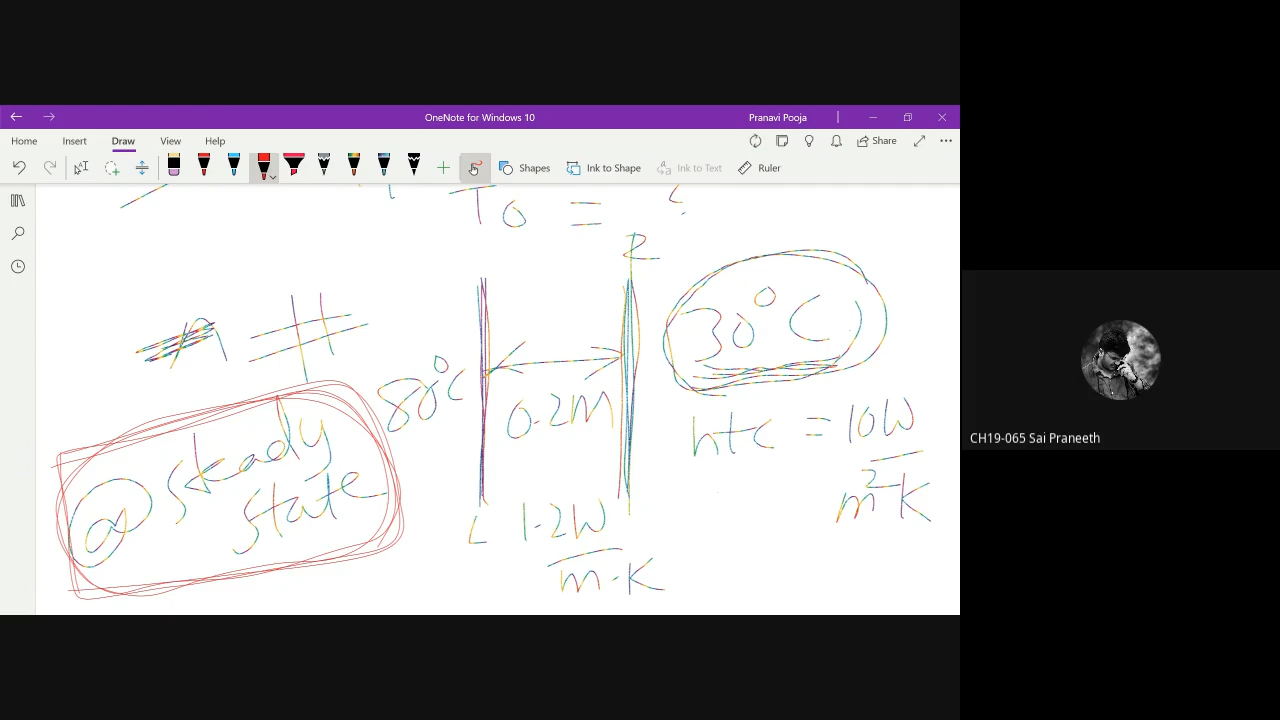 OneNote for Windows 10
Pranavi Pooja
Home Insert Draw View Help
Share
Shapes Ink to Shape Ink to Text Ruler
To =
R
30°C
80°C
0.2M
htc = 10W
m²K
@ steady
state
L
1.2W
m.K
CH19-065 Sai Praneeth